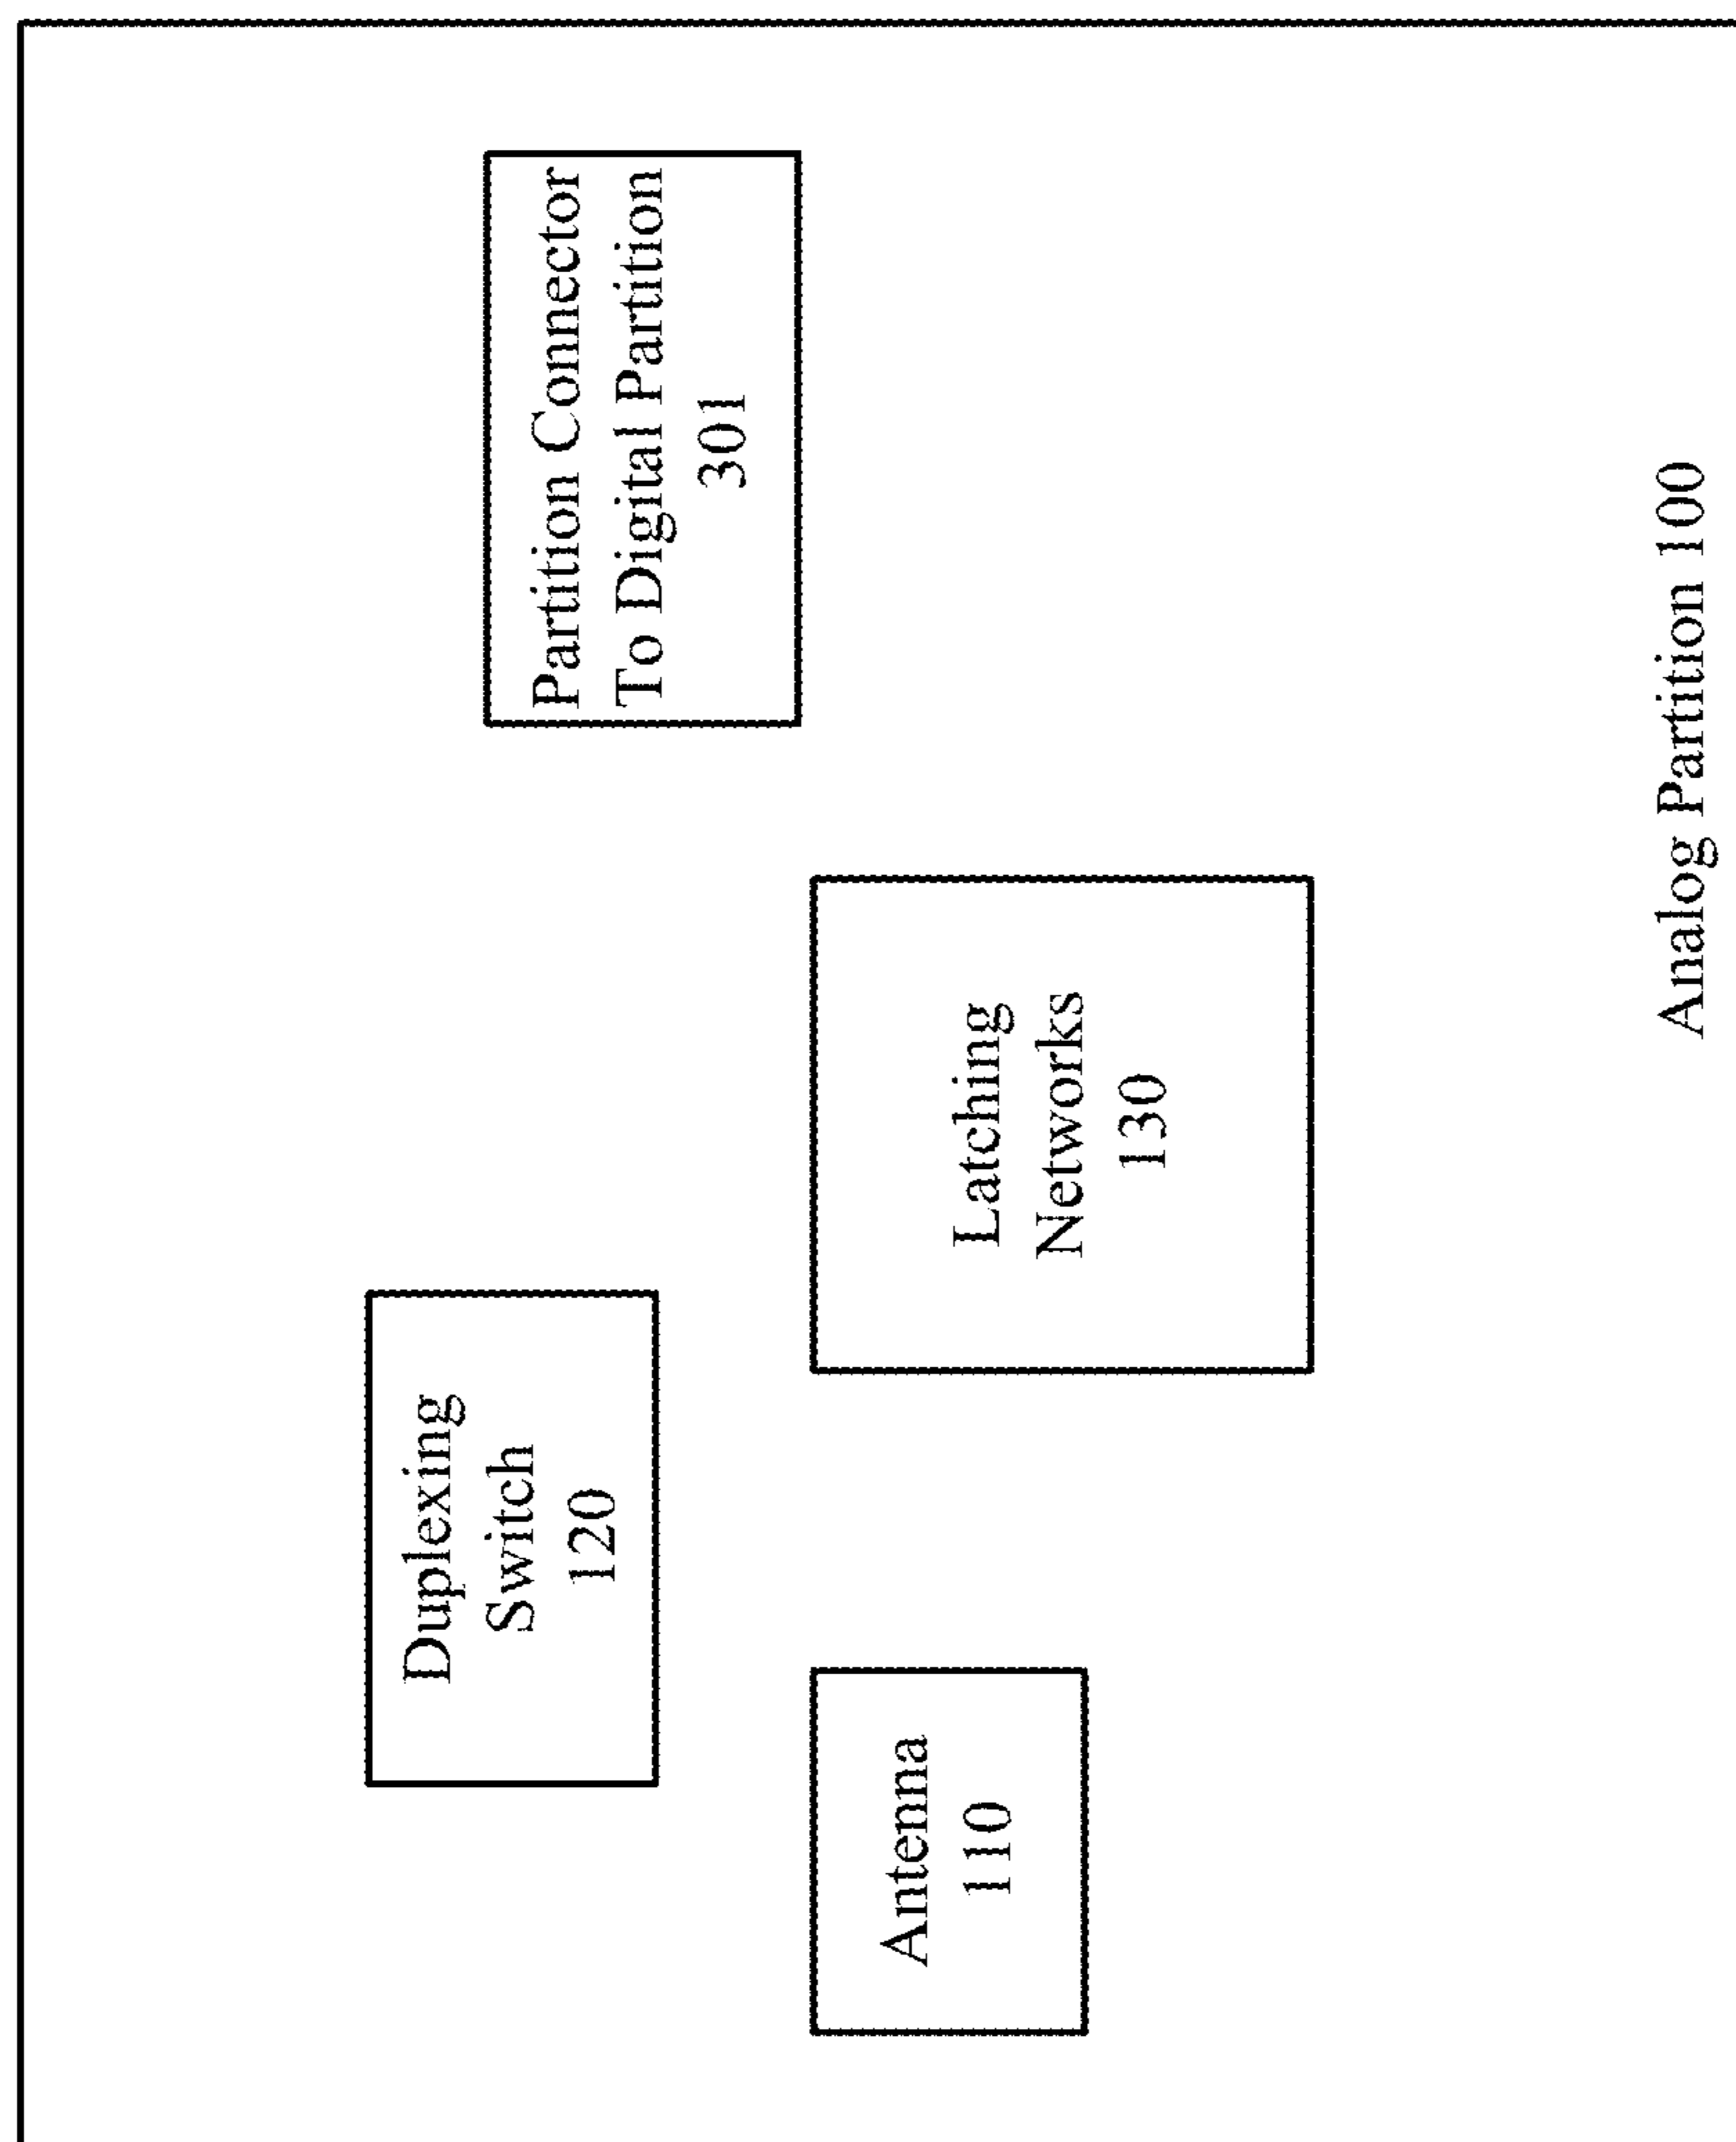 Duplexing
Switch
120
Partition Connector
To Digital Partition
301
Antenna
110
Latching
Networks
130
Analog Partition 100